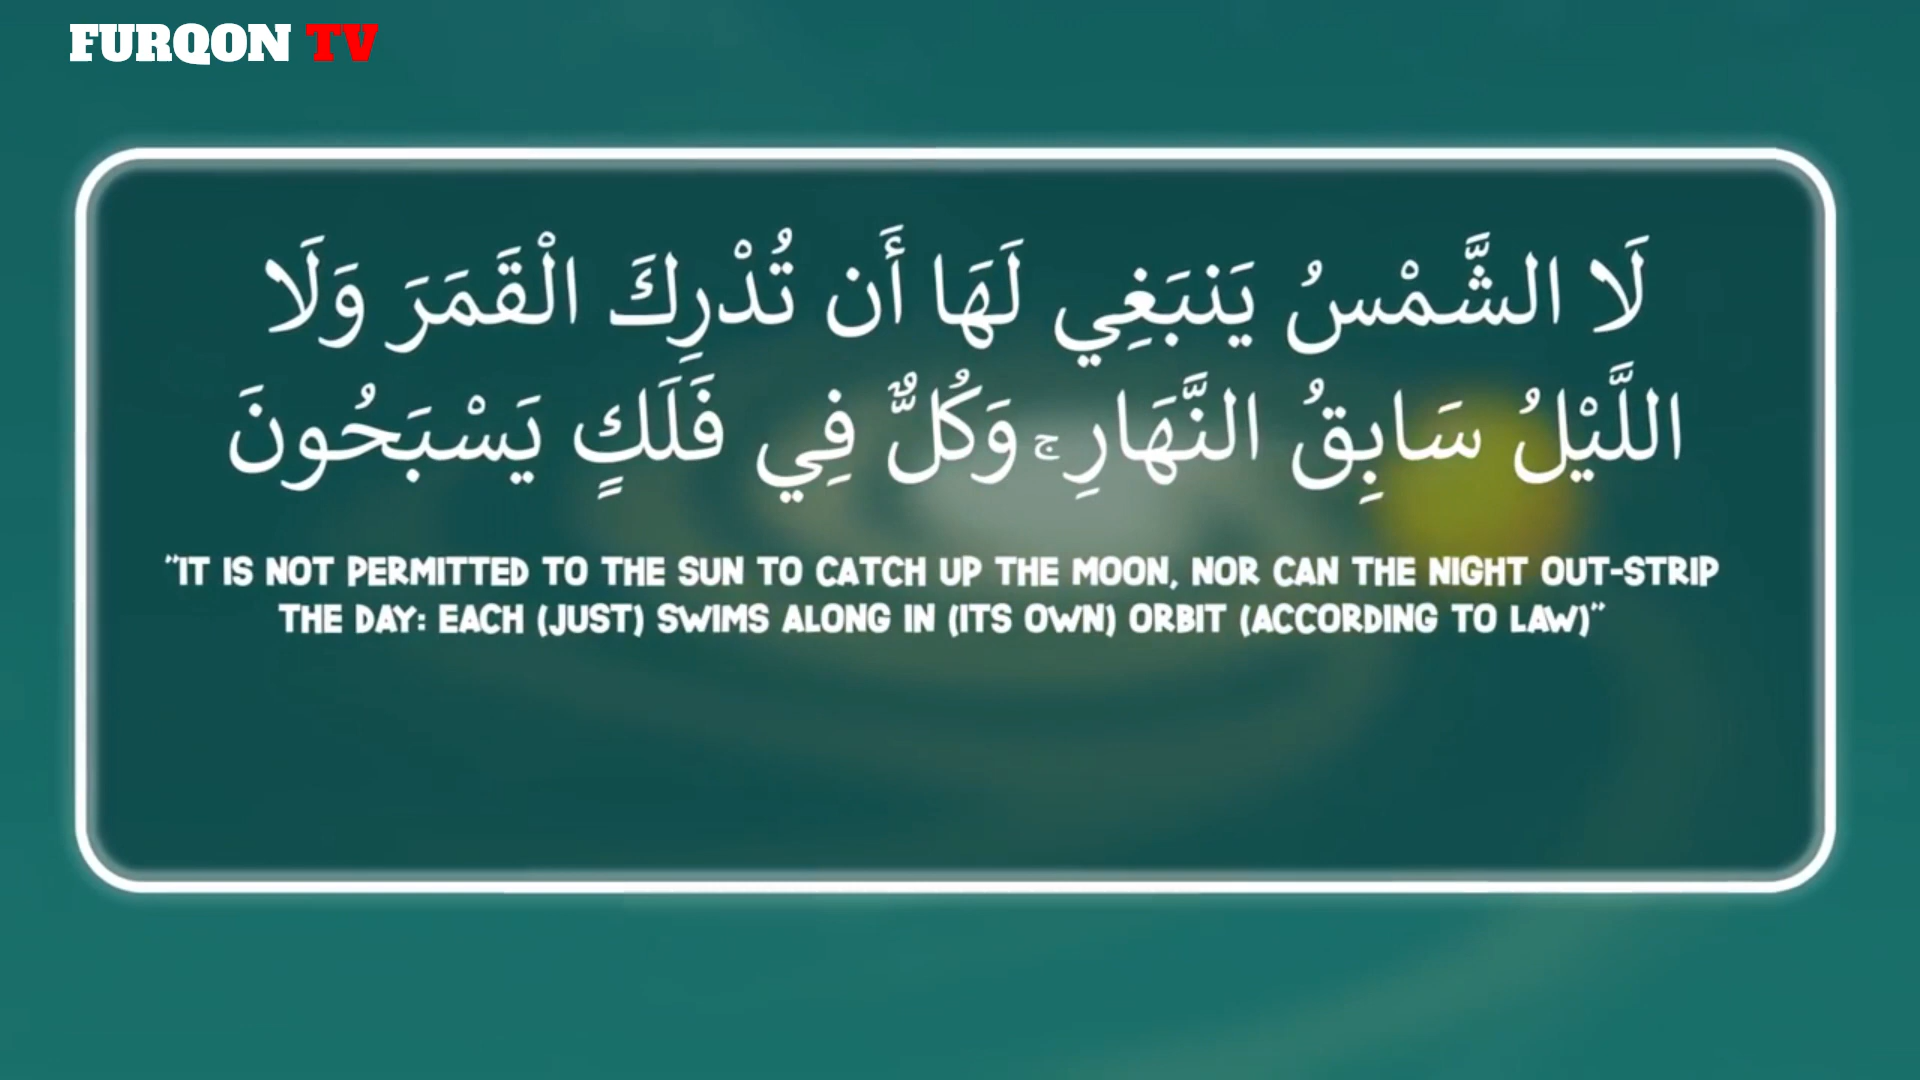 FURQON TV
لَا الشَّمْسُ يَنبَغِي لَهَا أَن تُدْرِكَ الْقَمَرَ وَلَا
اللَّيْلُ سَابِقُ النَّهَارِ ۚ وَكُلٌّ فِي فَلَكٍ يَسْبَحُونَ
"IT IS NOT PERMITTED TO THE SUN TO CATCH UP THE MOON, NOR CAN THE NIGHT OUT-STRIP
THE DAY: EACH (JUST) SWIMS ALONG IN (ITS OWN) ORBIT (ACCORDING TO LAW)"